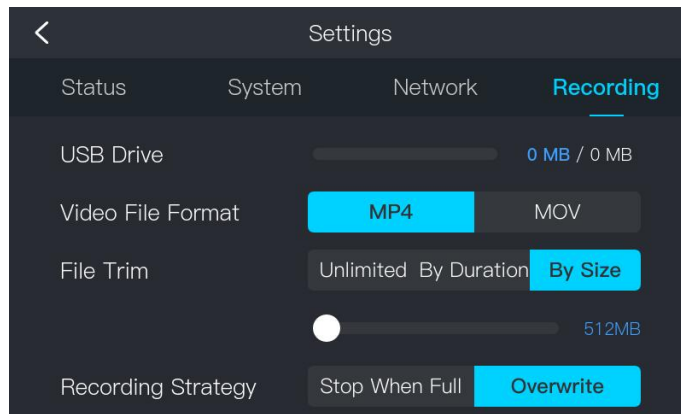 Settings
Status System Network Recording
USB Drive 0 MB / 0 MB
Video File Format MP4 MOV
File Trim Unlimited By Duration By Size
512MB
Recording Strategy Stop When Full Overwrite